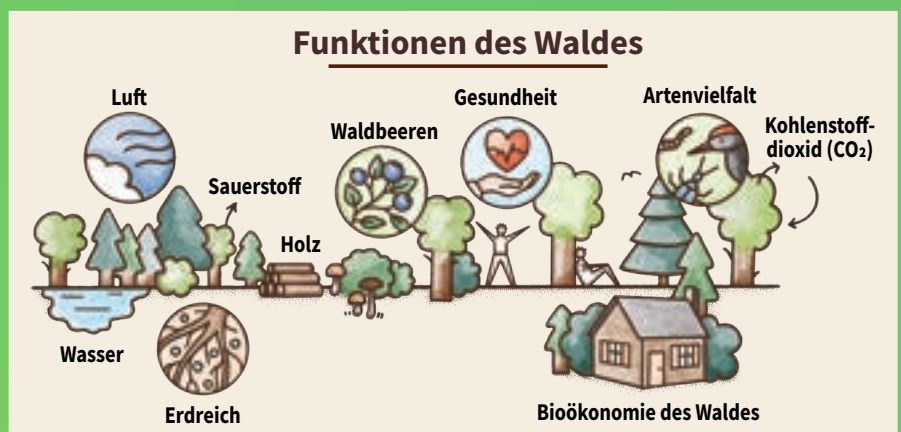 Funktionen des Waldes
Luft
Gesundheit
Artenvielfalt
Waldbeeren
Kohlenstoff-
dioxid (CO₂)
Sauerstoff
Holz
Wasser
Erdreich
Bioökonomie des Waldes